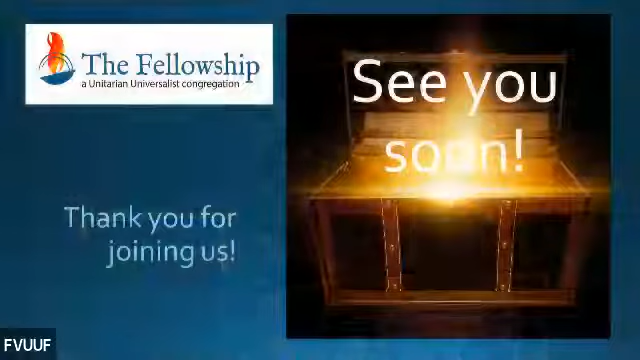 The Fellowship
a Unitarian Universalist congregation
See you
soon!
Thank you for
joining us!
FVUUF